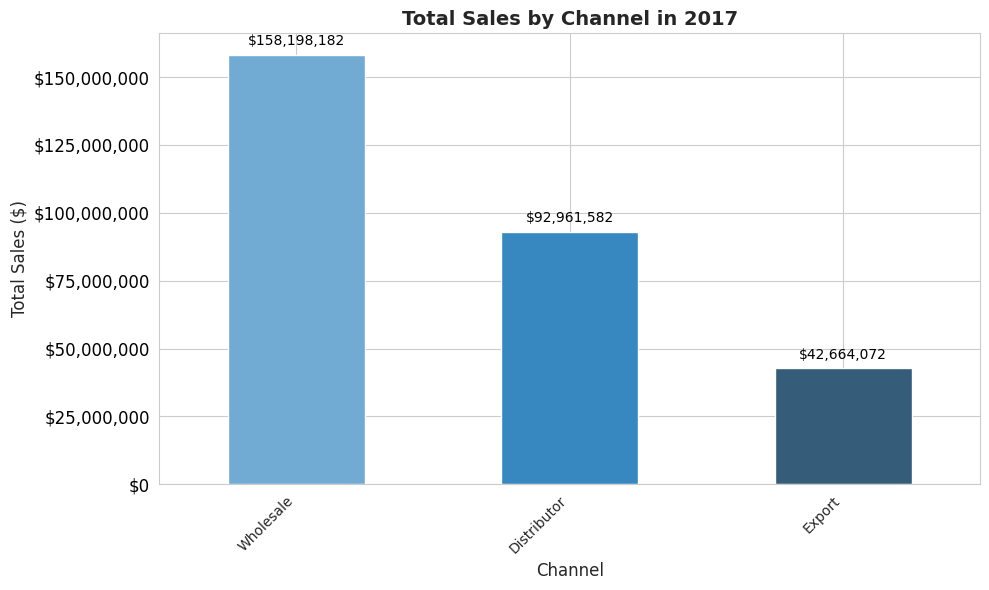 Total Sales by Channel in 2017
Total Sales ($)
$150,000,000
$125,000,000
$100,000,000
$75,000,000
$50,000,000
$25,000,000
$0
$158,198,182
$92,961,582
$42,664,072
Wholesale
Distributor
Export
Channel